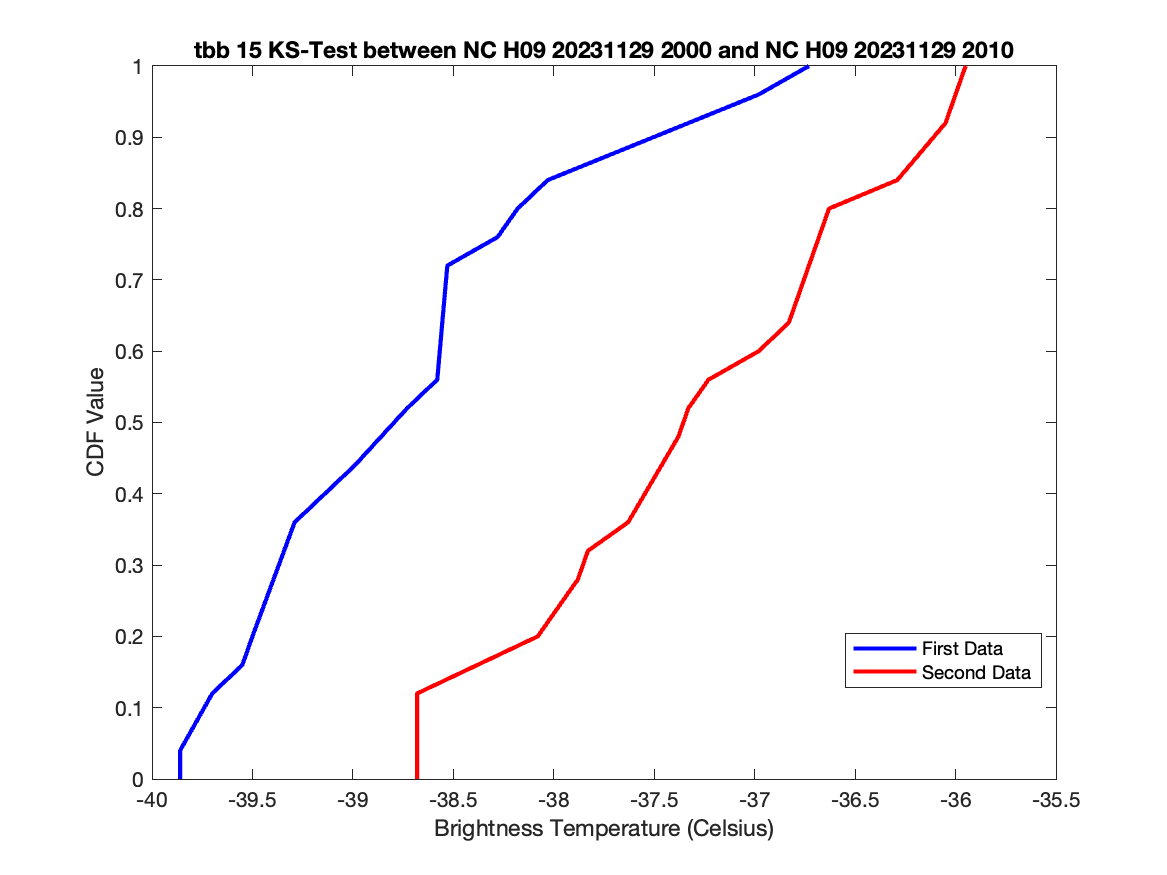 tbb 15 KS-Test between NC H09 20231129 2000 and NC H09 20231129 2010
1
0.9
0.8
0.7
0.6
0.5
0.4
0.3
0.2
0.1
0
CDF Value
First Data
Second Data
-40 -39.5 -39 -38.5 -38 -37.5 -37 -36.5 -36 -35.5
Brightness Temperature (Celsius)